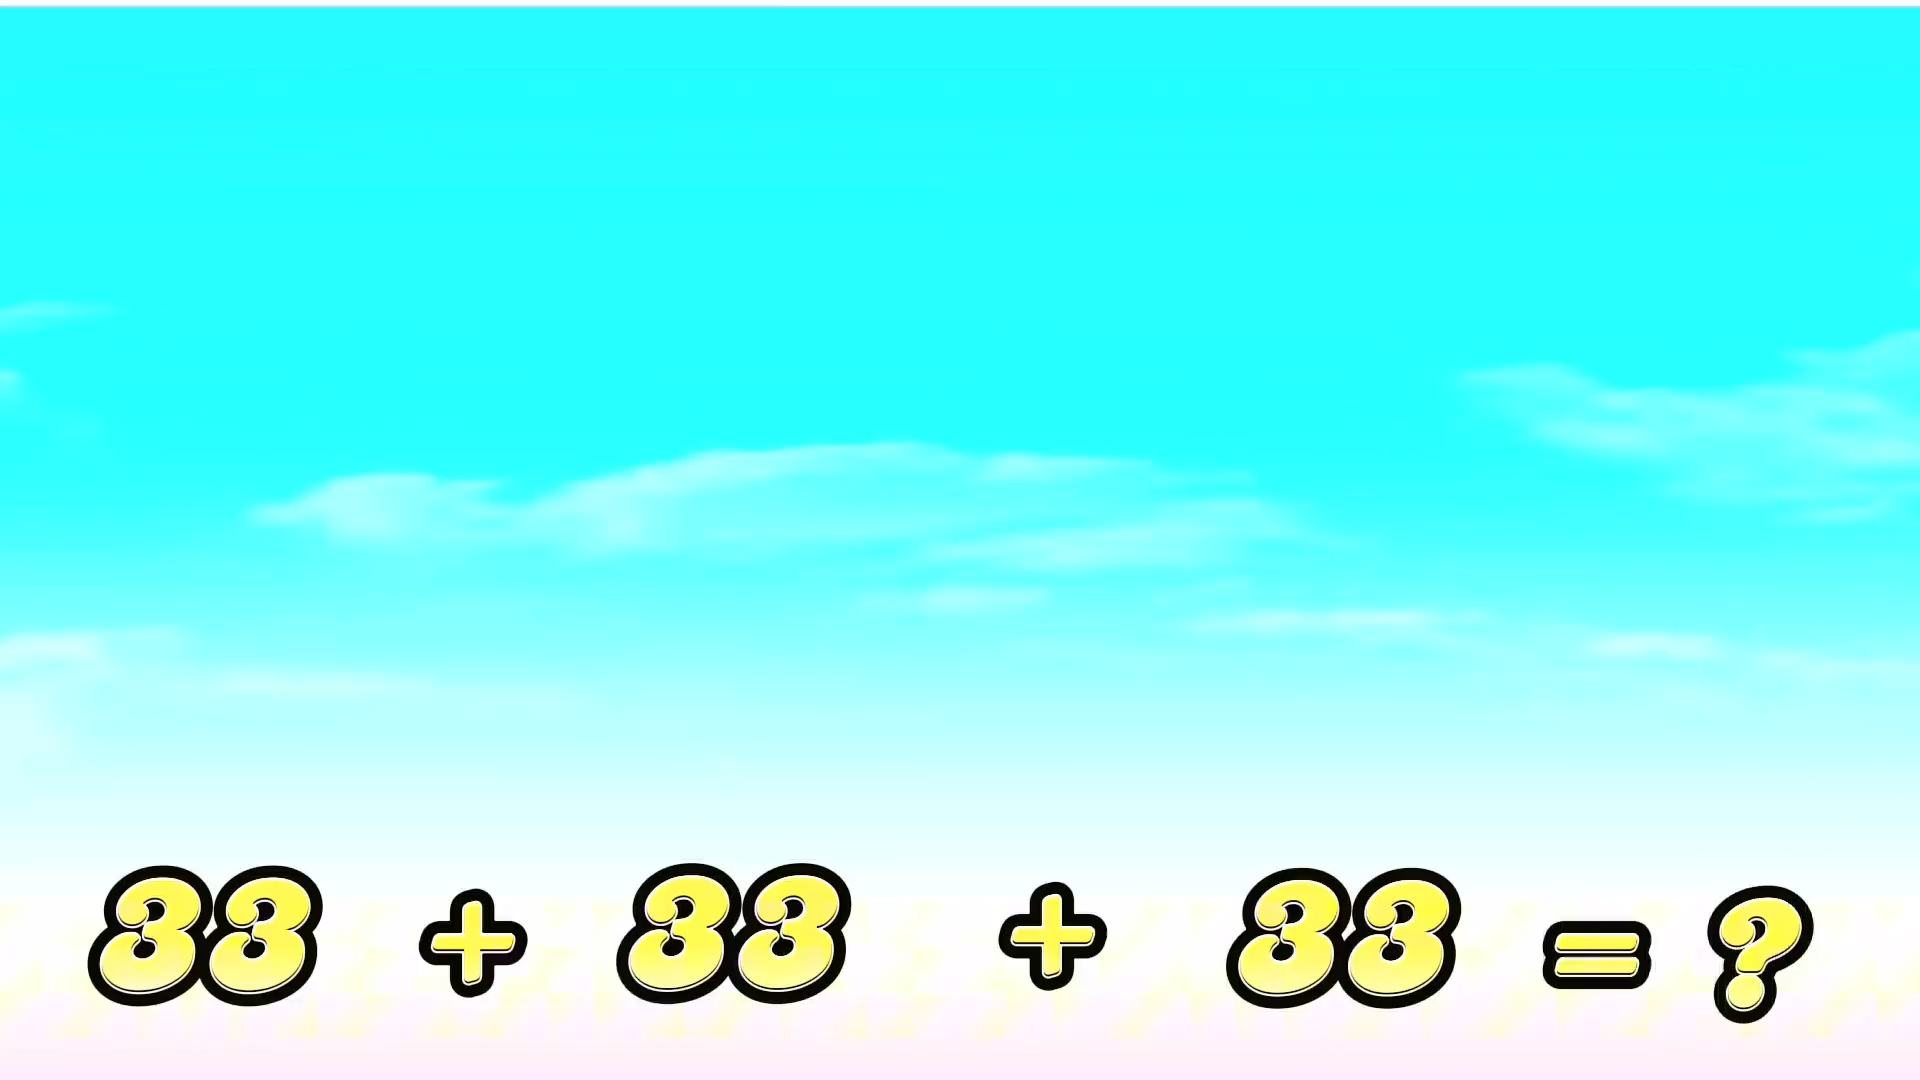 33 + 33 + 33 = ?